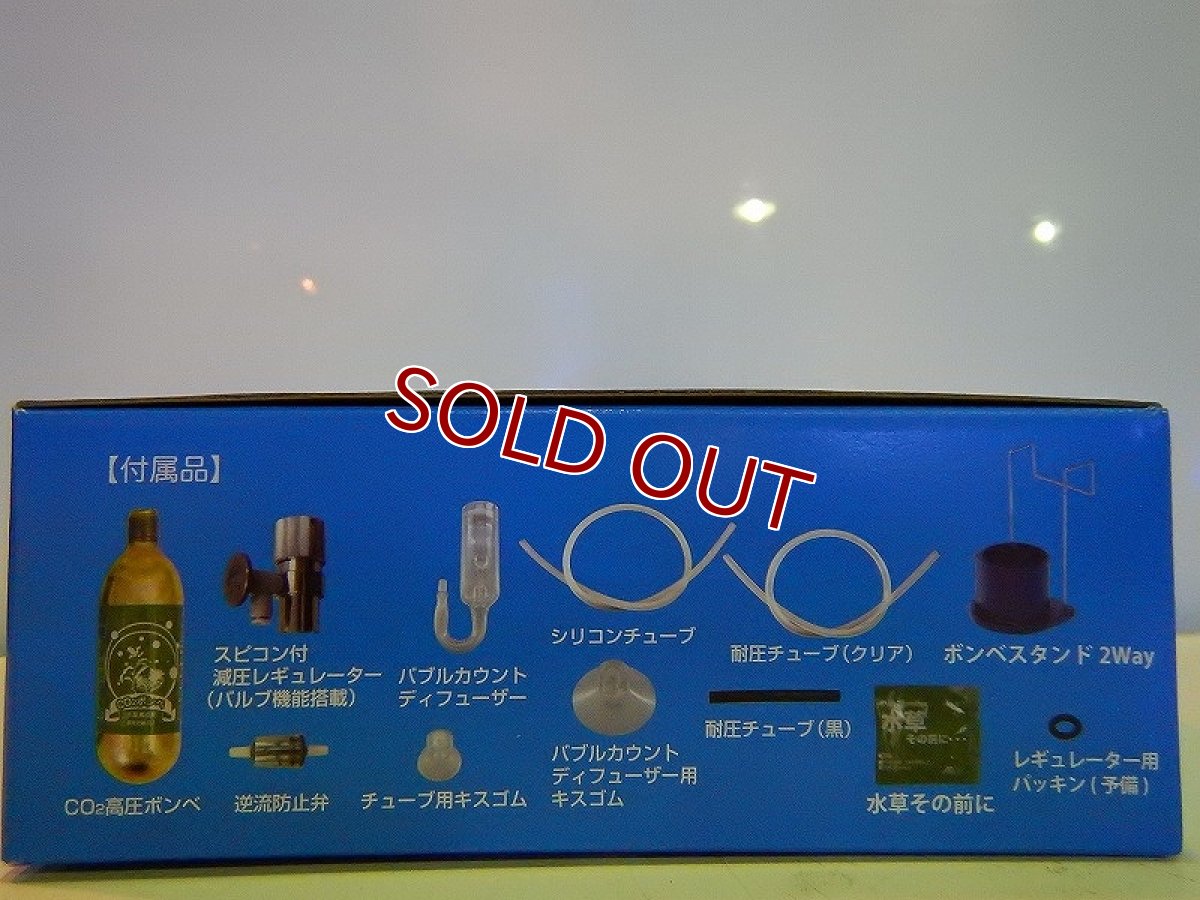 SOLD OUT
【付属品】
CO₂高圧ボンベ
スピコン付
減圧レギュレーター
（バルブ機能搭載）
逆流防止弁
バブルカウント
ディフューザー
チューブ用キスゴム
シリコンチューブ
バブルカウント
ディフューザー用
キスゴム
耐圧チューブ（クリア）
耐圧チューブ（黒）
ボンベスタンド 2Way
水草
その前に・・・
水草その前に
レギュレーター用
パッキン（予備）